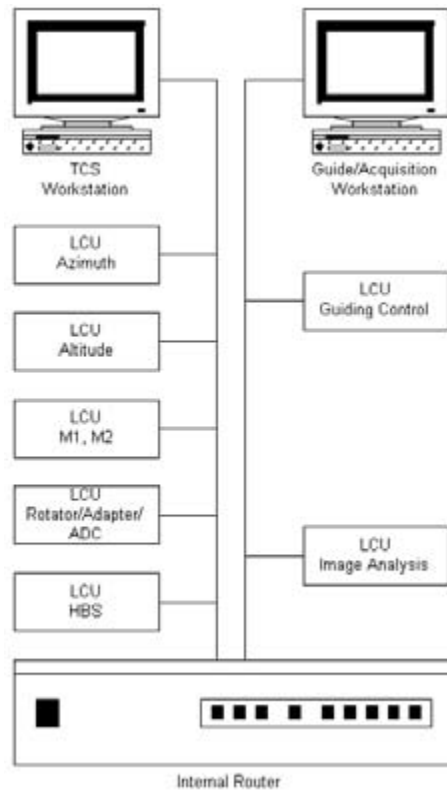 TCS
Workstation
Guide/Acquisition
Workstation
LCU
Azimuth
LCU
Guiding Control
LCU
Altitude
LCU
M1, M2
LCU
Rotator/Adapter/
ADC
LCU
Image Analysis
LCU
HBS
Internal Router